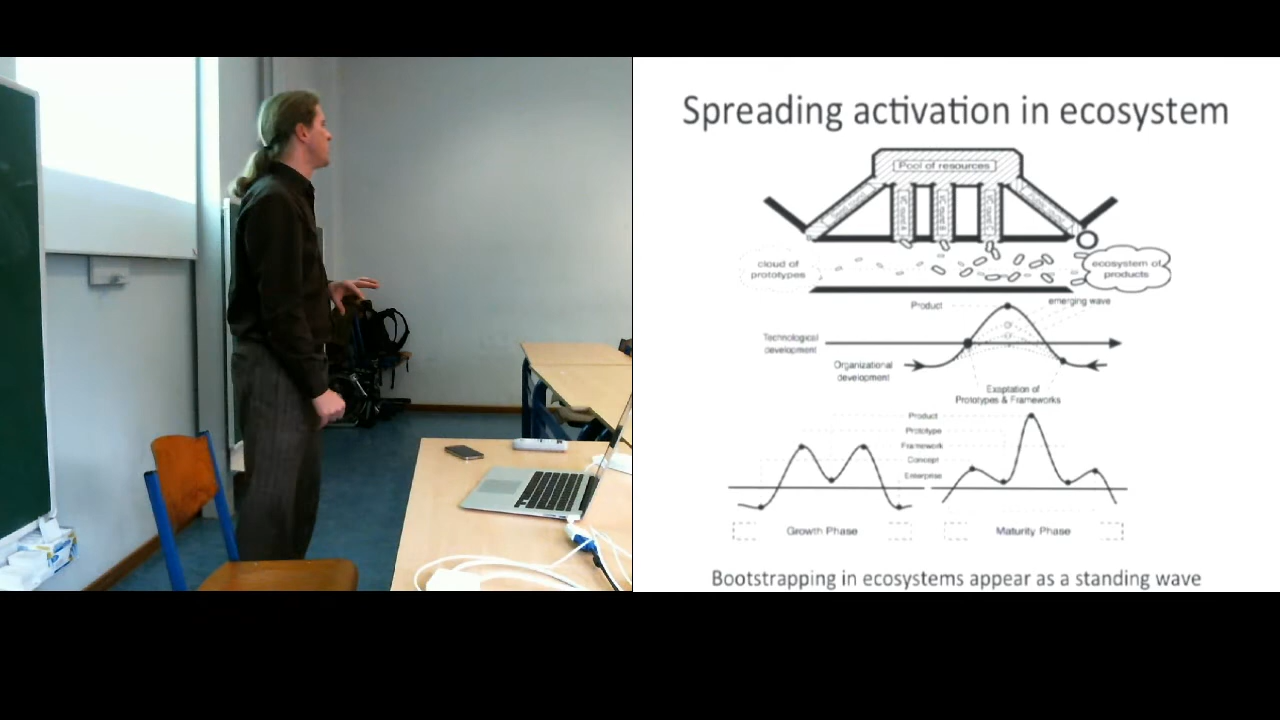 Spreading activation in ecosystem
Pool of resources
cloud of
prototypes
ecosystem of
products
Product
emerging wave
Technological
development
Organizational
development
Exaptation of
Prototypes & Frameworks
Product
Prototype
Framework
Concept
Enterprise
Growth Phase
Maturity Phase
Bootstrapping in ecosystems appear as a standing wave